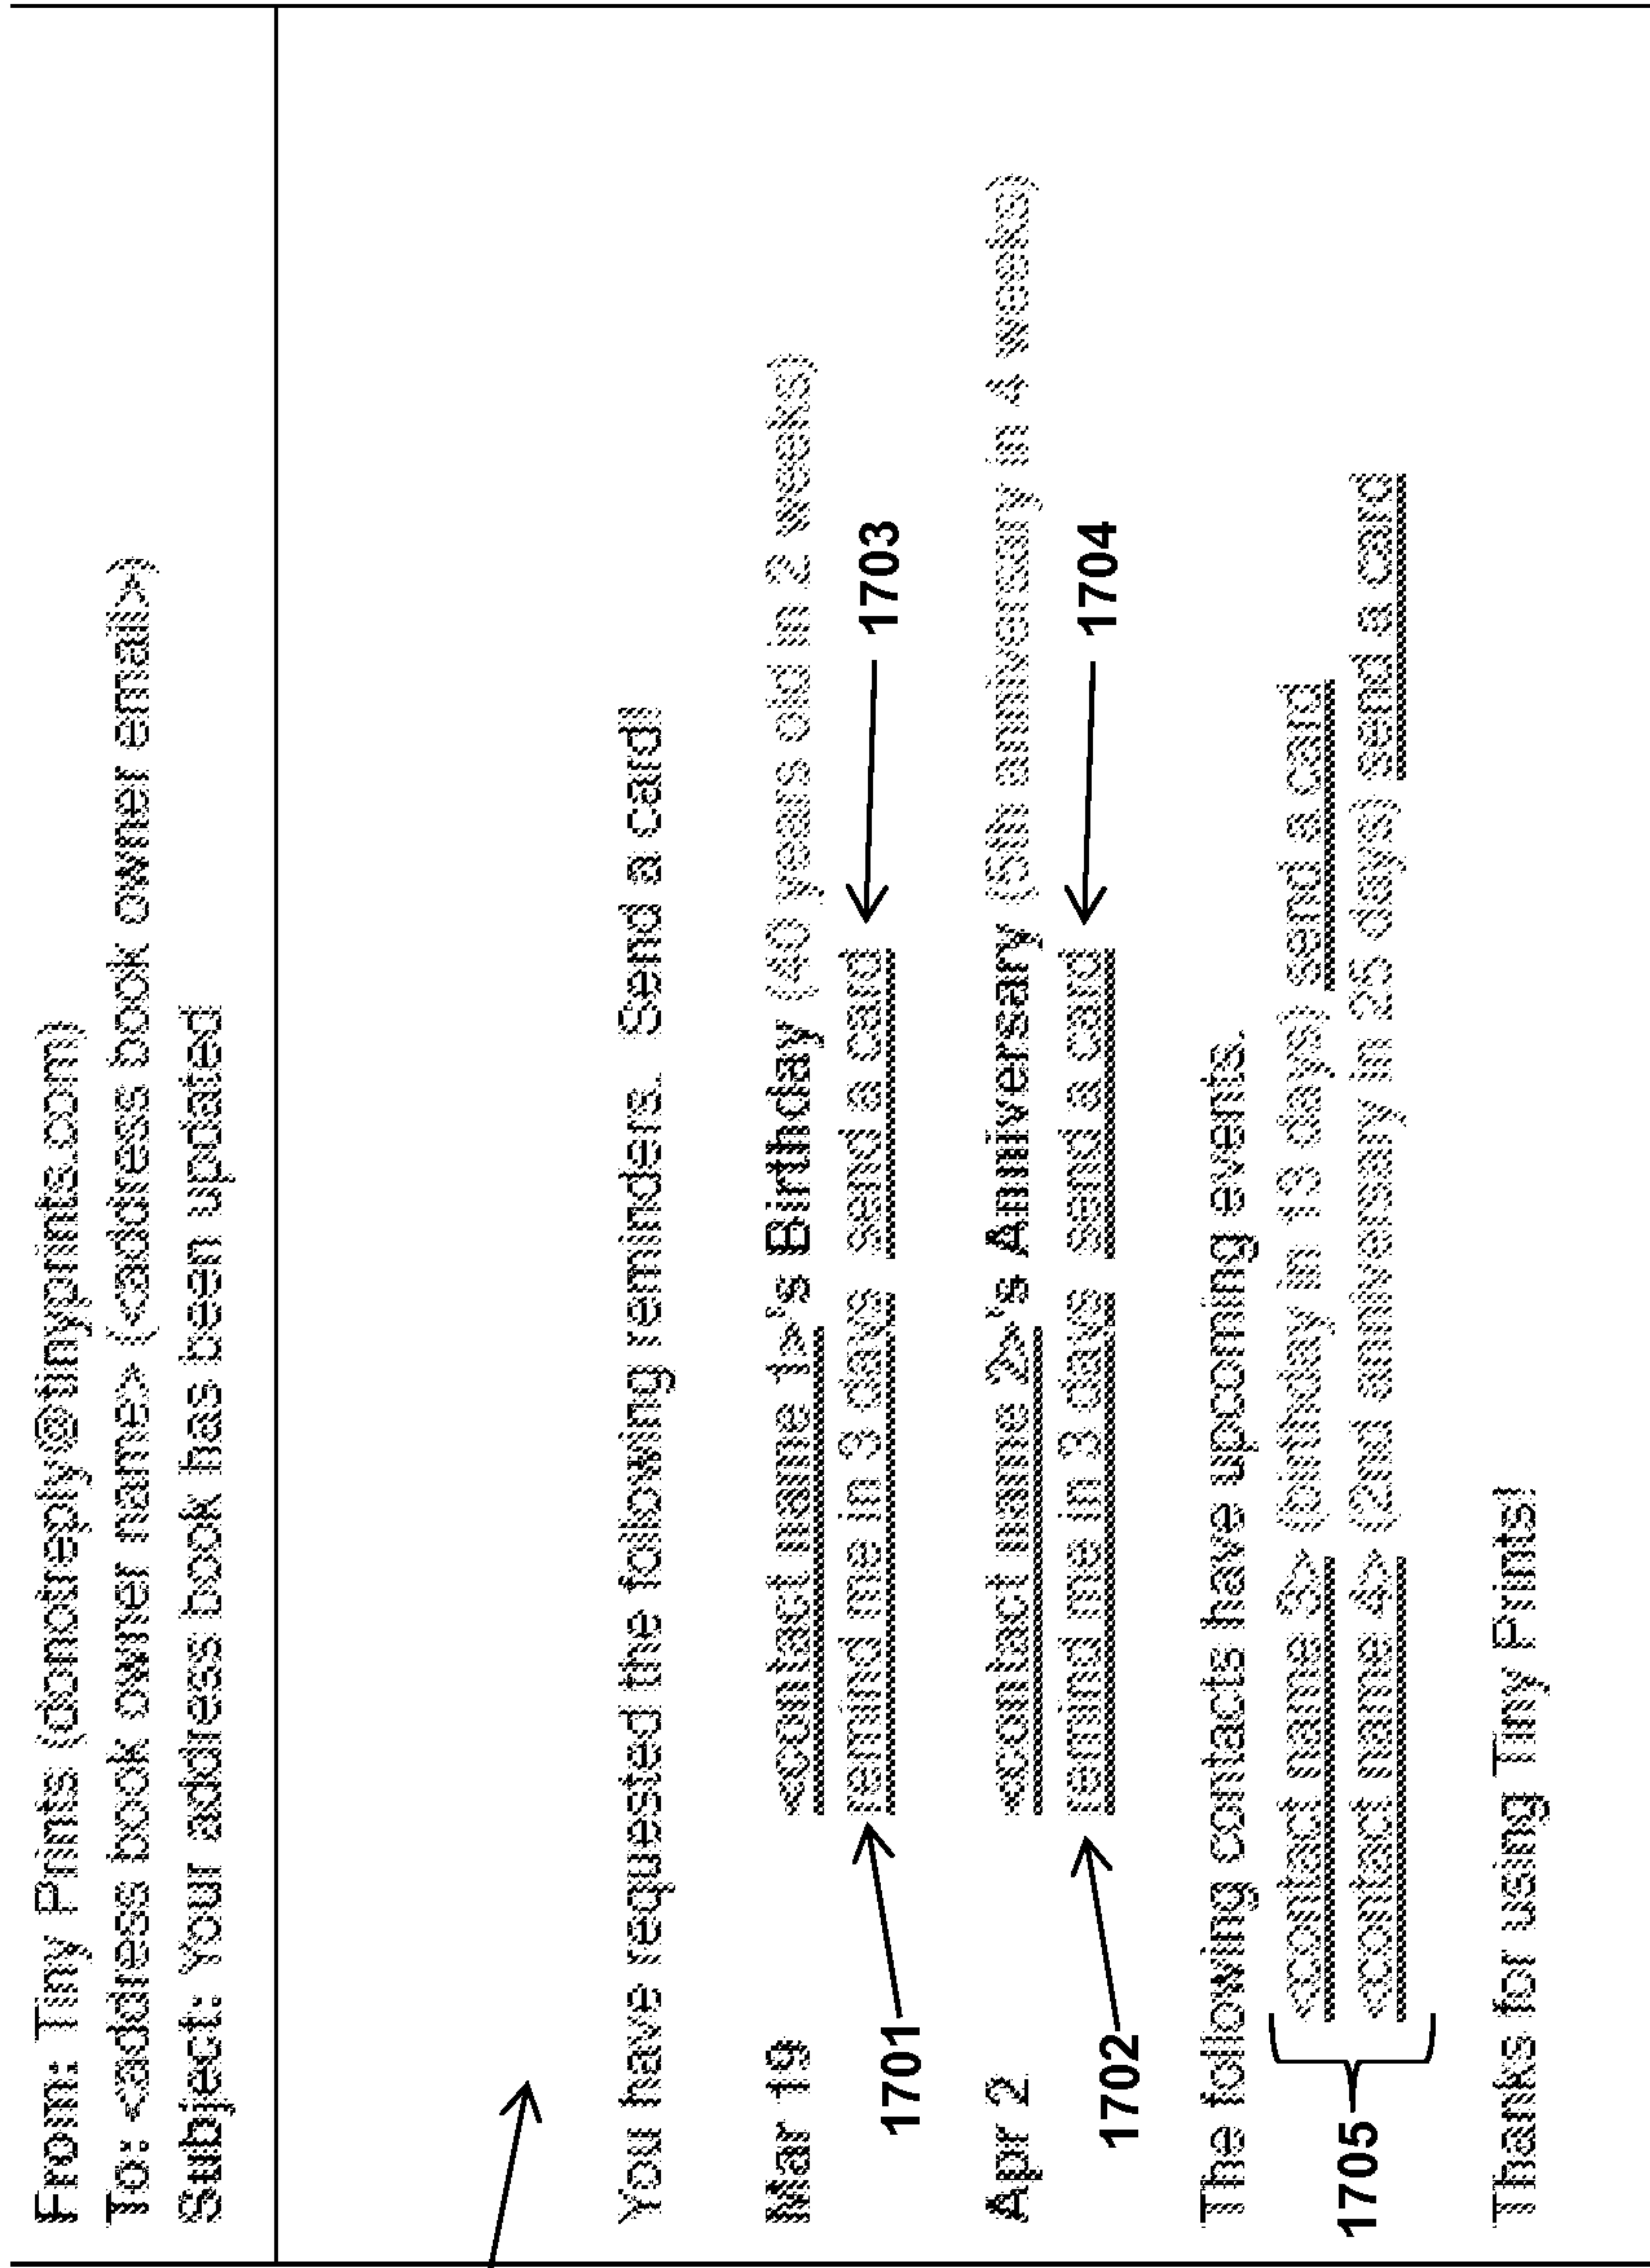 From: Tiny Prints (donotreply@tinyprints.com)
To: <address book owner name> (<address book owner email>)
Subject: Your address book has been updated
You have requested the following reminders.  Send a card!
Mar 19 <contact name 1>'s Birthday (40 years old in 2 weeks)
1701 remind me in 3 days send a card 1703
Apr 2 <contact name 2>'s Anniversary (5th anniversary in 4 weeks)
1702 remind me in 3 days send a card 1704
The following contacts have upcoming events.
<contact name 3> (birthday in 13 days) send a card
1705 <contact name 4> (2nd anniversary in 25 days) send a card
Thanks for using Tiny Prints!